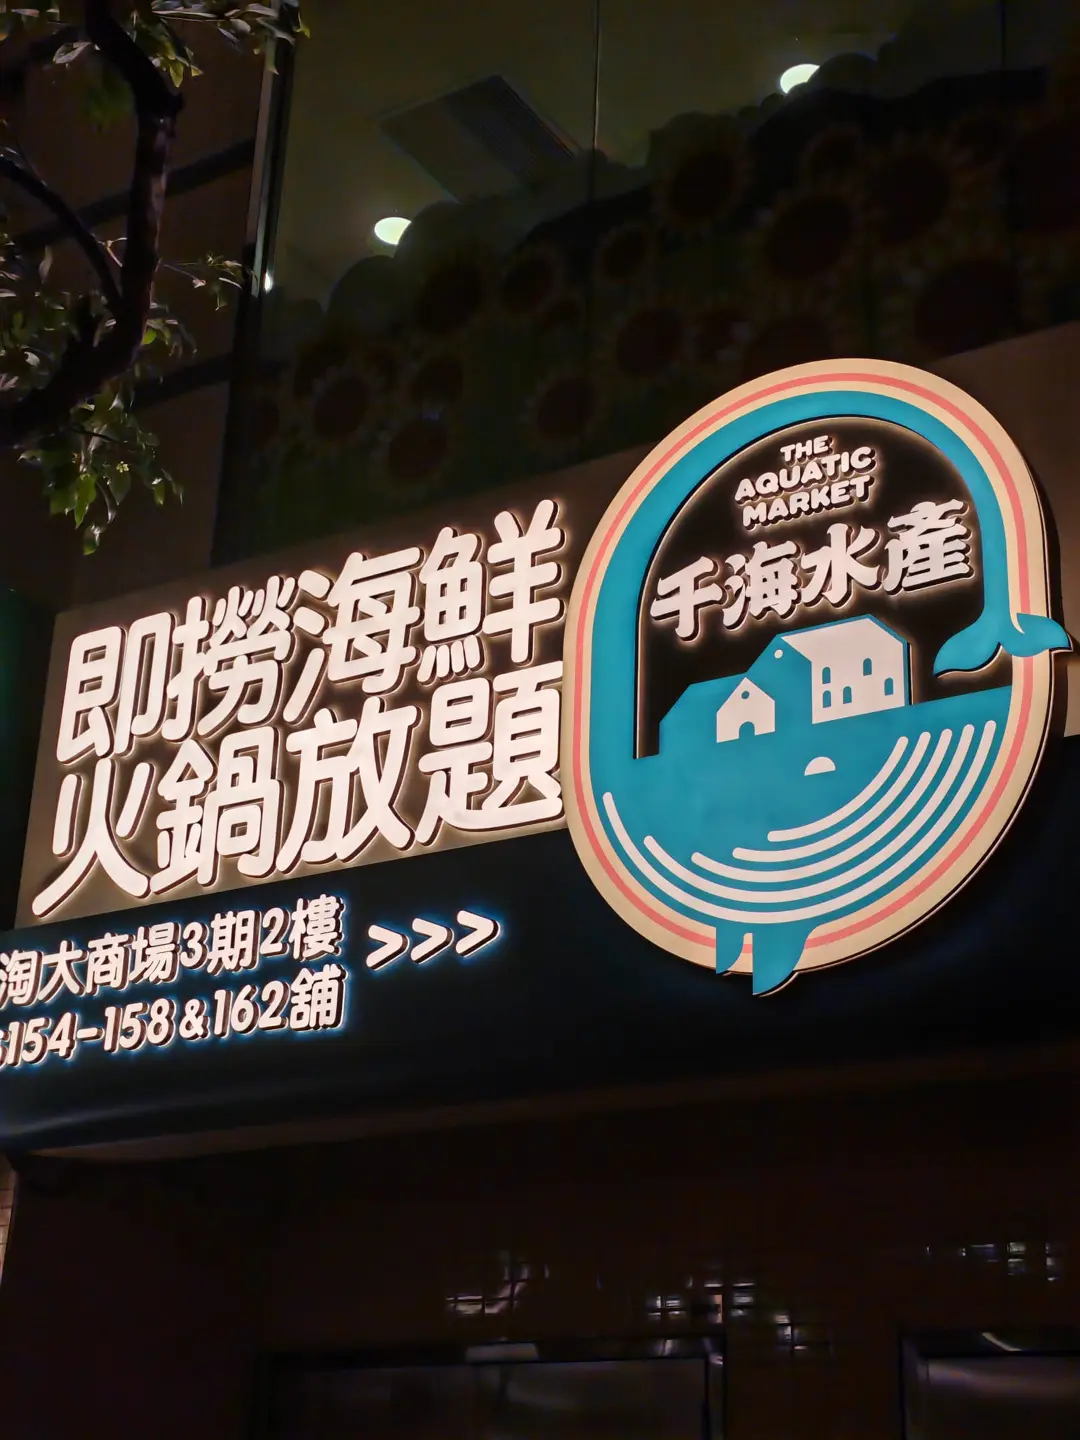 即撈海鮮
火鍋放題
淘大商場3期2樓 >>>
154-158&162舖
THE
AQUATIC
MARKET
千海水產